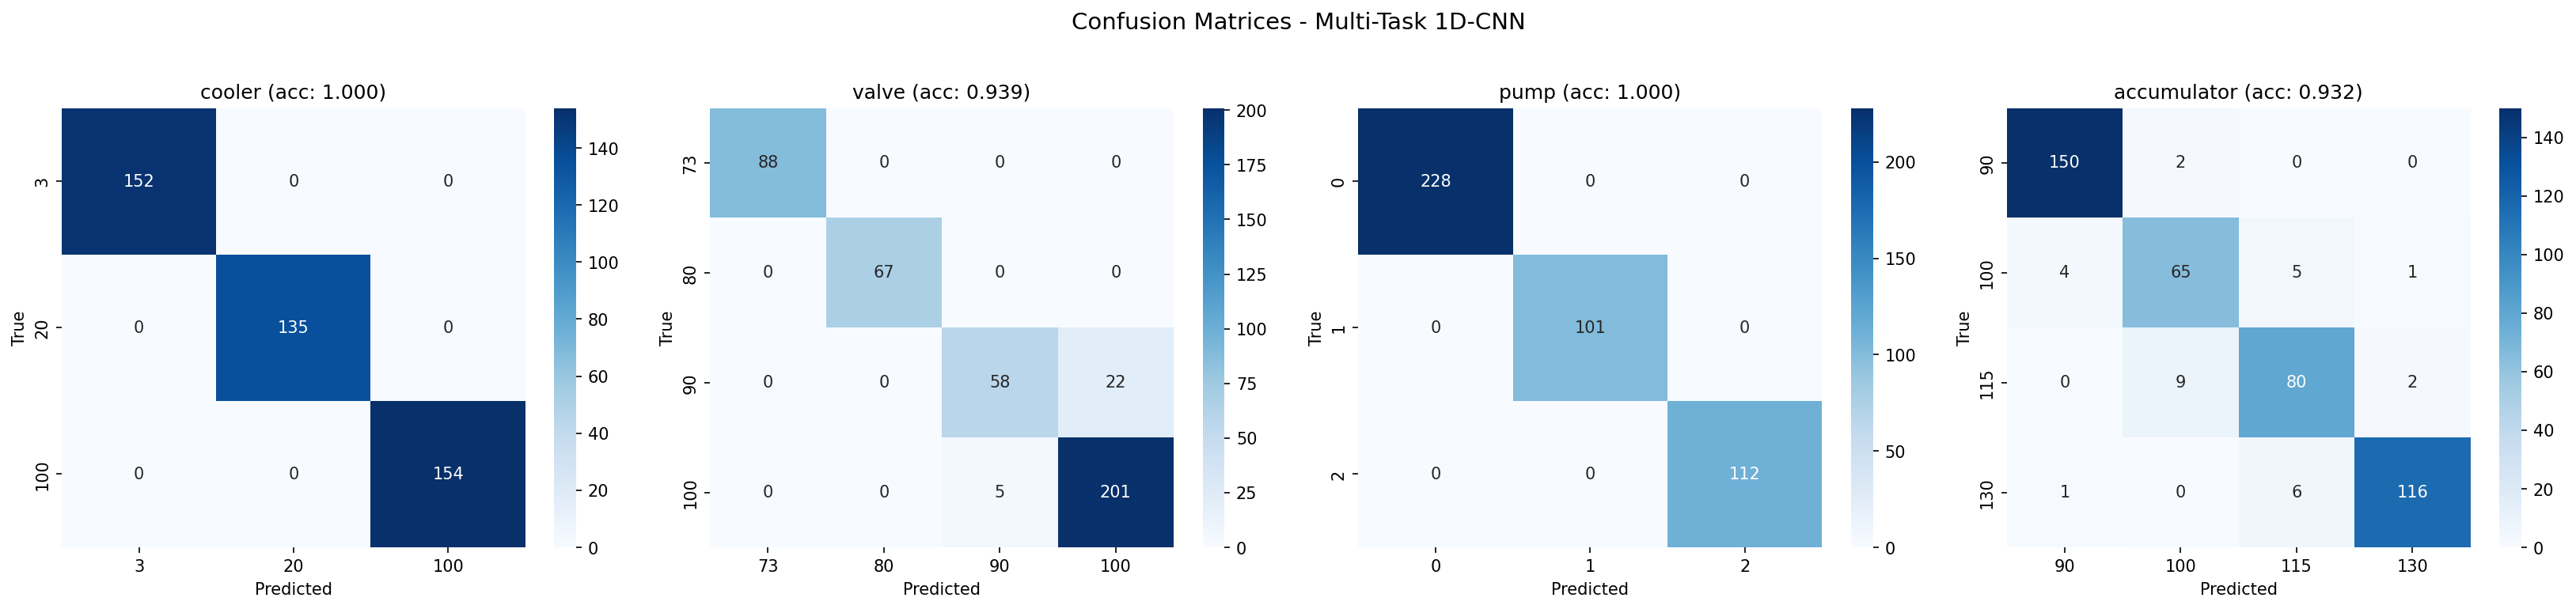 Confusion Matrices - Multi-Task 1D-CNN
cooler (acc: 1.000)
True
3
152 0 0
20
0 135 0
100
0 0 154
3 20 100
Predicted
140
120
100
80
60
40
20
0
valve (acc: 0.939)
True
73
88 0 0 0
80
0 67 0 0
90
0 0 58 22
100
0 0 5 201
73 80 90 100
Predicted
200
175
150
125
100
75
50
25
0
pump (acc: 1.000)
True
0
228 0 0
1
0 101 0
2
0 0 112
0 1 2
Predicted
200
150
100
50
0
accumulator (acc: 0.932)
True
90
150 2 0 0
100
4 65 5 1
115
0 9 80 2
130
1 0 6 116
90 100 115 130
Predicted
140
120
100
80
60
40
20
0